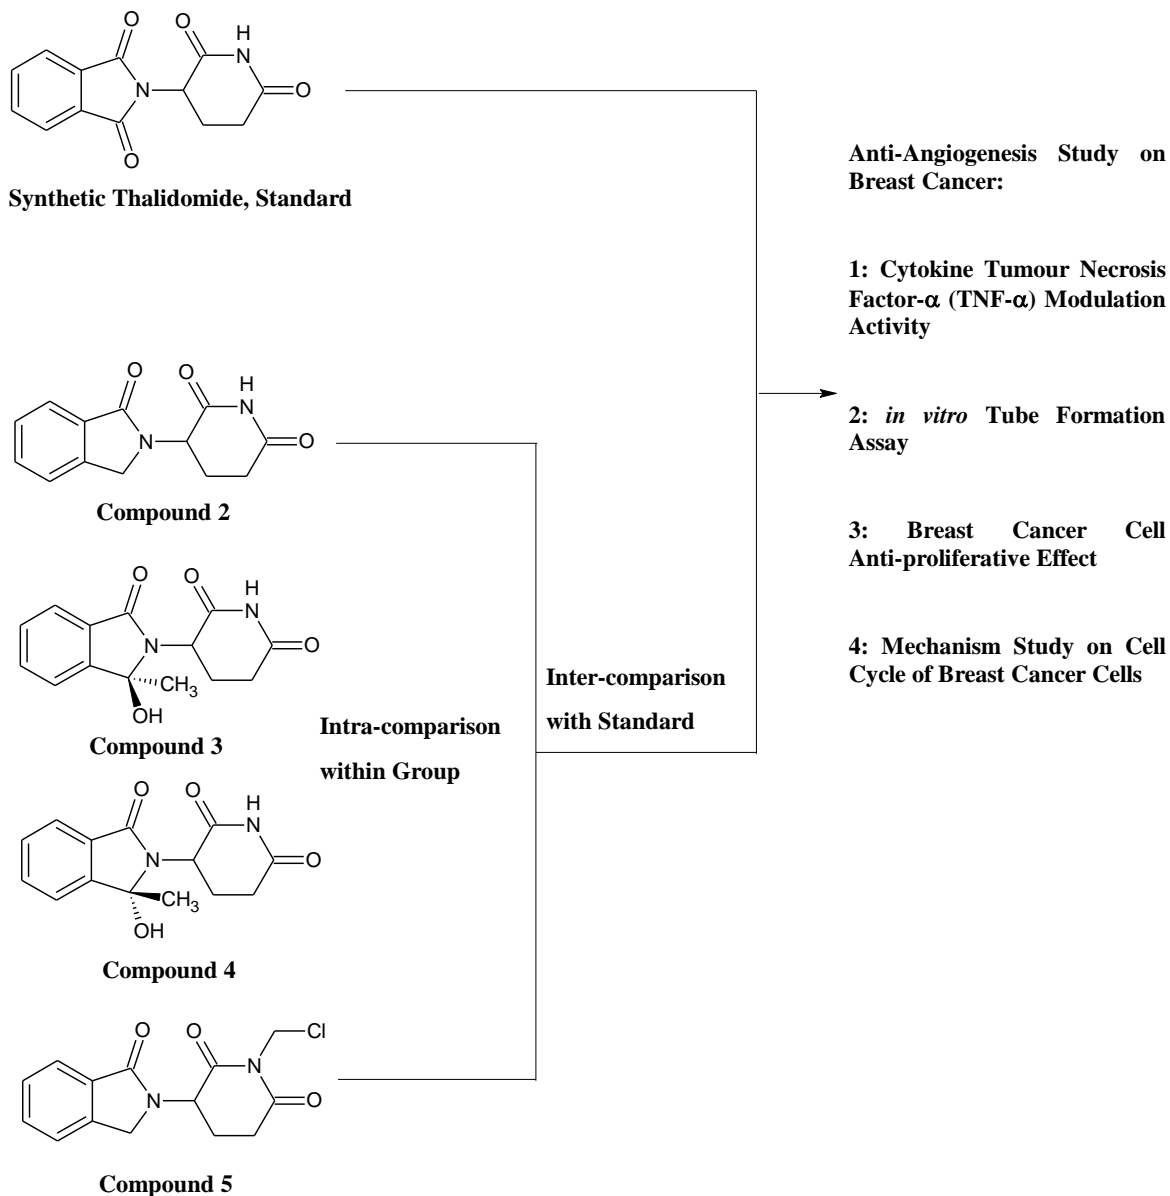 O
O
H
N
N
O
O
Synthetic Thalidomide, Standard
Anti-Angiogenesis Study on
Breast Cancer:
1: Cytokine Tumour Necrosis
Factor-α (TNF-α) Modulation
Activity
2: in vitro Tube Formation
Assay
3: Breast Cancer Cell
Anti-proliferative Effect
4: Mechanism Study on Cell
Cycle of Breast Cancer Cells
O
O
H
N
N
O
Compound 2
O
O
H
N
N
O
CH3
OH
Compound 3
Intra-comparison
within Group
Inter-comparison
with Standard
O
O
H
N
N
O
CH3
OH
Compound 4
O
O
Cl
N
N
O
Compound 5